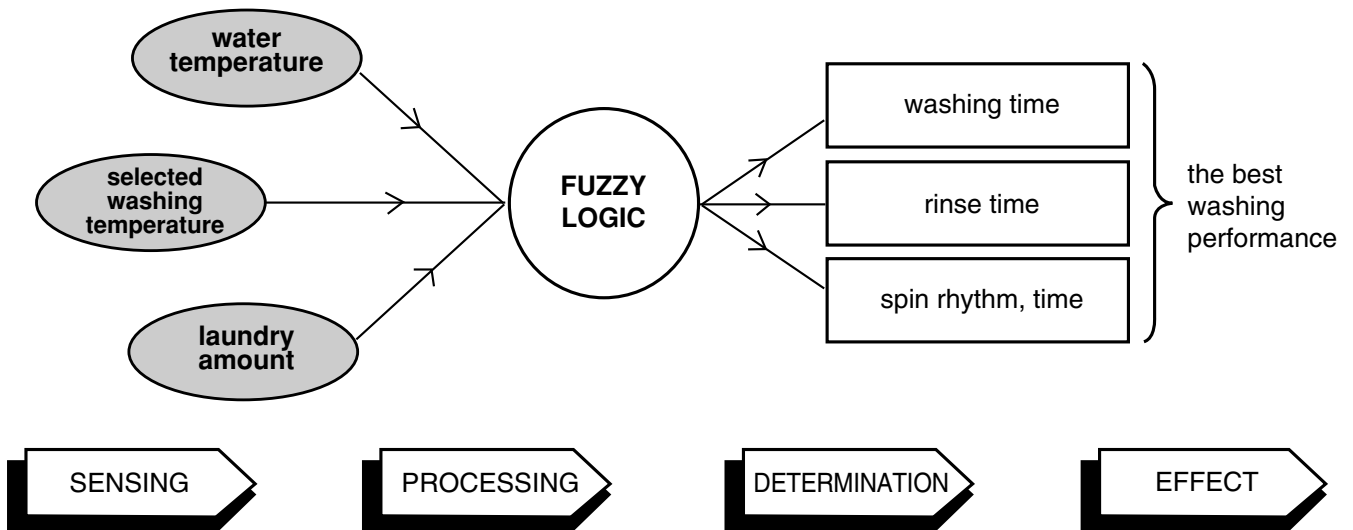 water
temperature
selected
washing
temperature
laundry
amount
FUZZY
LOGIC
washing time
rinse time
spin rhythm, time
the best
washing
performance
SENSING
PROCESSING
DETERMINATION
EFFECT